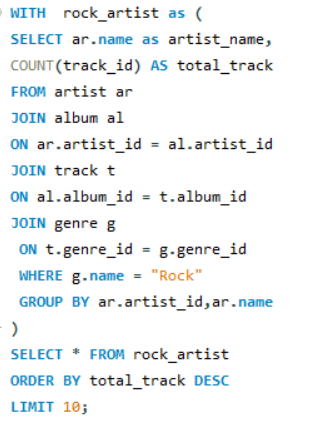 WITH  rock_artist as (
SELECT ar.name as artist_name,
COUNT(track_id) AS total_track
FROM artist ar
JOIN album al
ON ar.artist_id = al.artist_id
JOIN track t
ON al.album_id = t.album_id
JOIN genre g
 ON t.genre_id = g.genre_id
 WHERE g.name = "Rock"
 GROUP BY ar.artist_id,ar.name
)
SELECT * FROM rock_artist
ORDER BY total_track DESC
LIMIT 10;